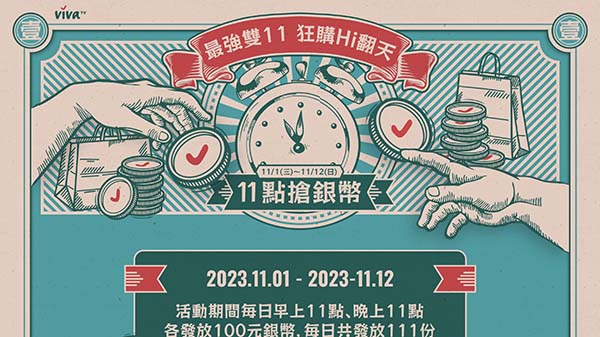 viva TV
壹
壹
最強雙11 狂購Hi翻天
11/1(三)~11/12(日)
11點搶銀幣
2023.11.01 - 2023-11.12
活動期間每日早上11點、晚上11點
各發放100元銀幣,每日共發放111份